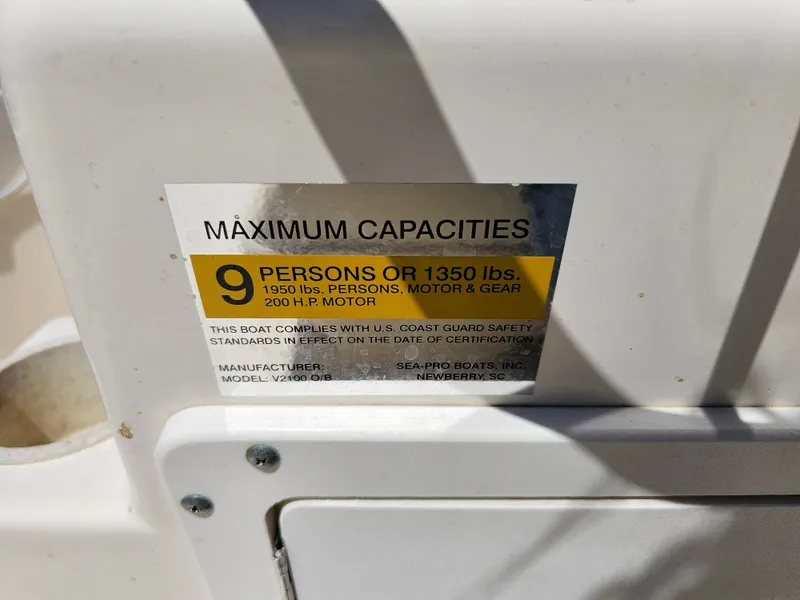 MAXIMUM CAPACITIES
9 PERSONS OR 1350 lbs.
1950 lbs. PERSONS, MOTOR & GEAR
200 H.P. MOTOR
THIS BOAT COMPLIES WITH U.S. COAST GUARD SAFETY
STANDARDS IN EFFECT ON THE DATE OF CERTIFICATION
MANUFACTURER: SEA-PRO BOATS, INC.
MODEL: V2100 O/B NEWBERRY, SC